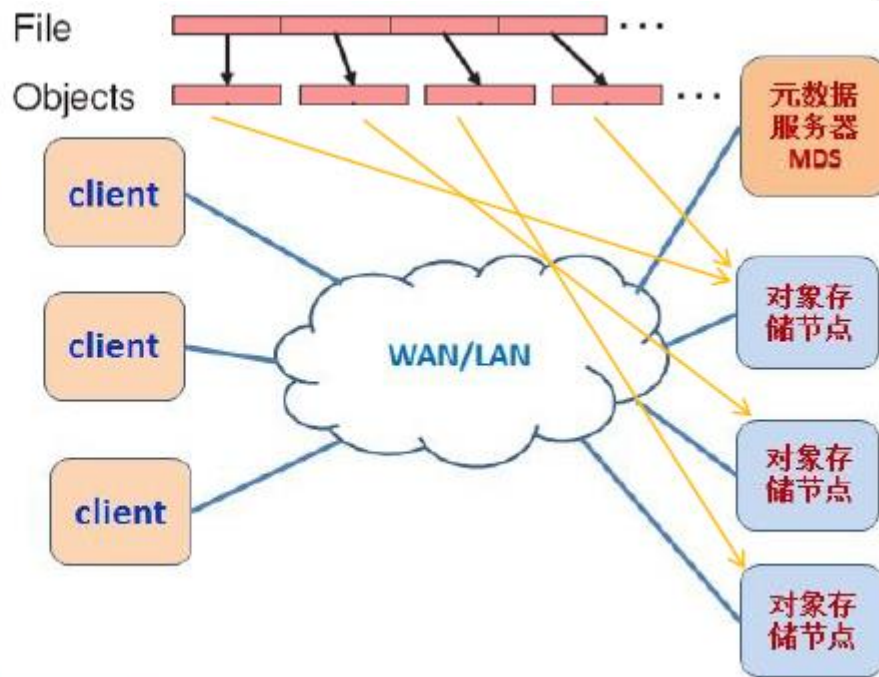 File
...
Objects
...
元数据
服务器
MDS
client
client
client
WAN/LAN
对象存
储节点
对象存
储节点
对象存
储节点